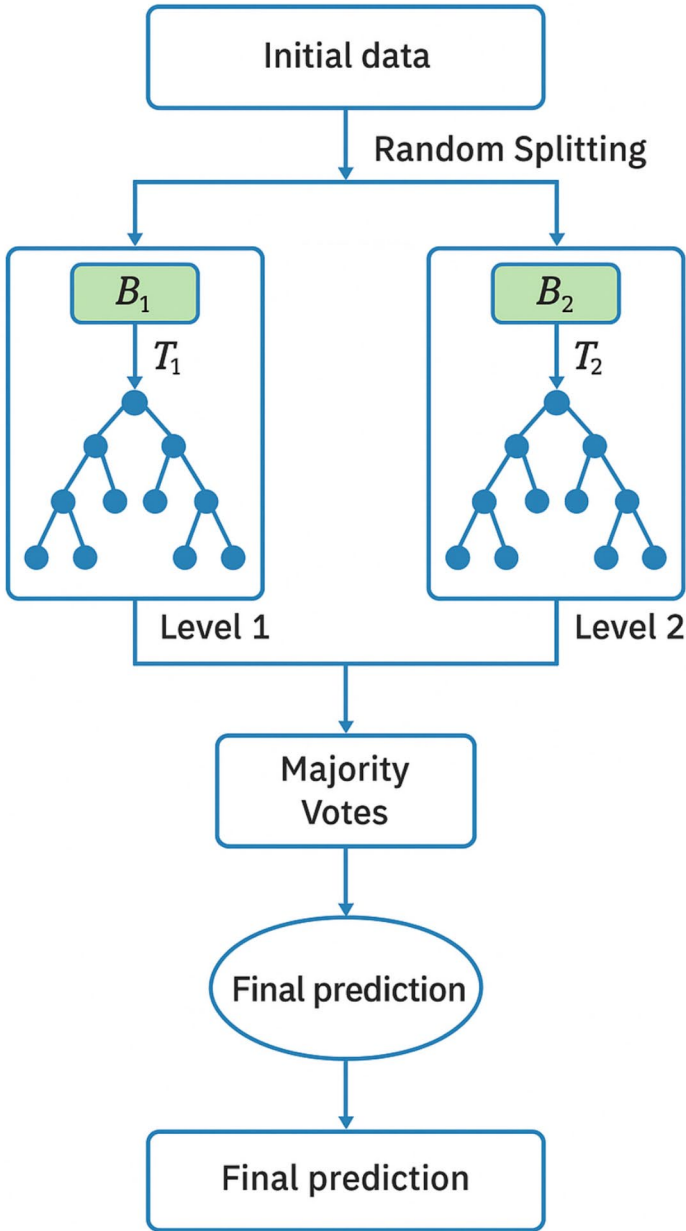 Initial data
Random Splitting
B₁
B₂
T₁
T₂
Level 1
Level 2
Majority
Votes
Final prediction
Final prediction